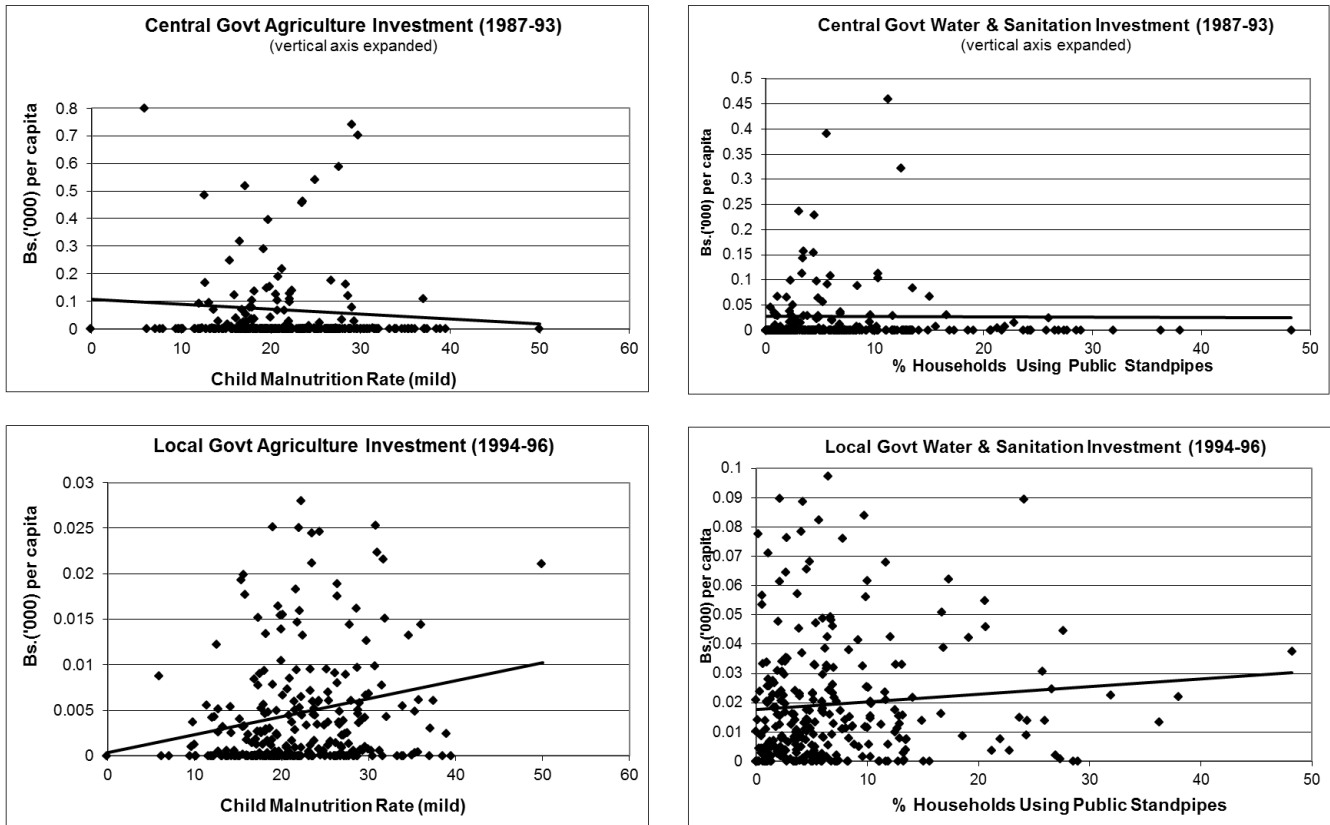 Central Govt Agriculture Investment (1987-93)
(vertical axis expanded)
Bs.('000) per capita
0.8
0.7
0.6
0.5
0.4
0.3
0.2
0.1
0
0 10 20 30 40 50 60
Child Malnutrition Rate (mild)
Central Govt Water & Sanitation Investment (1987-93)
(vertical axis expanded)
Bs.('000) per capita
0.5
0.45
0.4
0.35
0.3
0.25
0.2
0.15
0.1
0.05
0
0 10 20 30 40 50
% Households Using Public Standpipes
Local Govt Agriculture Investment (1994-96)
Bs.('000) per capita
0.03
0.025
0.02
0.015
0.01
0.005
0
0 10 20 30 40 50 60
Child Malnutrition Rate (mild)
Local Govt Water & Sanitation Investment (1994-96)
Bs.('000) per capita
0.1
0.09
0.08
0.07
0.06
0.05
0.04
0.03
0.02
0.01
0
0 10 20 30 40 50
% Households Using Public Standpipes